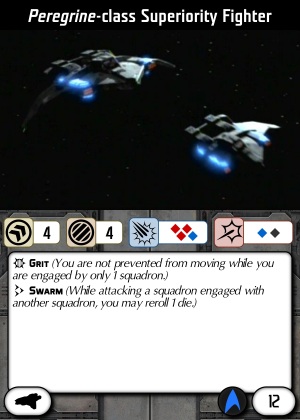 Peregrine-class Superiority Fighter
4
4
GRIT (You are not prevented from moving while you
are engaged by only 1 squadron.)
SWARM (While attacking a squadron engaged with
another squadron, you may reroll 1 die.)
12